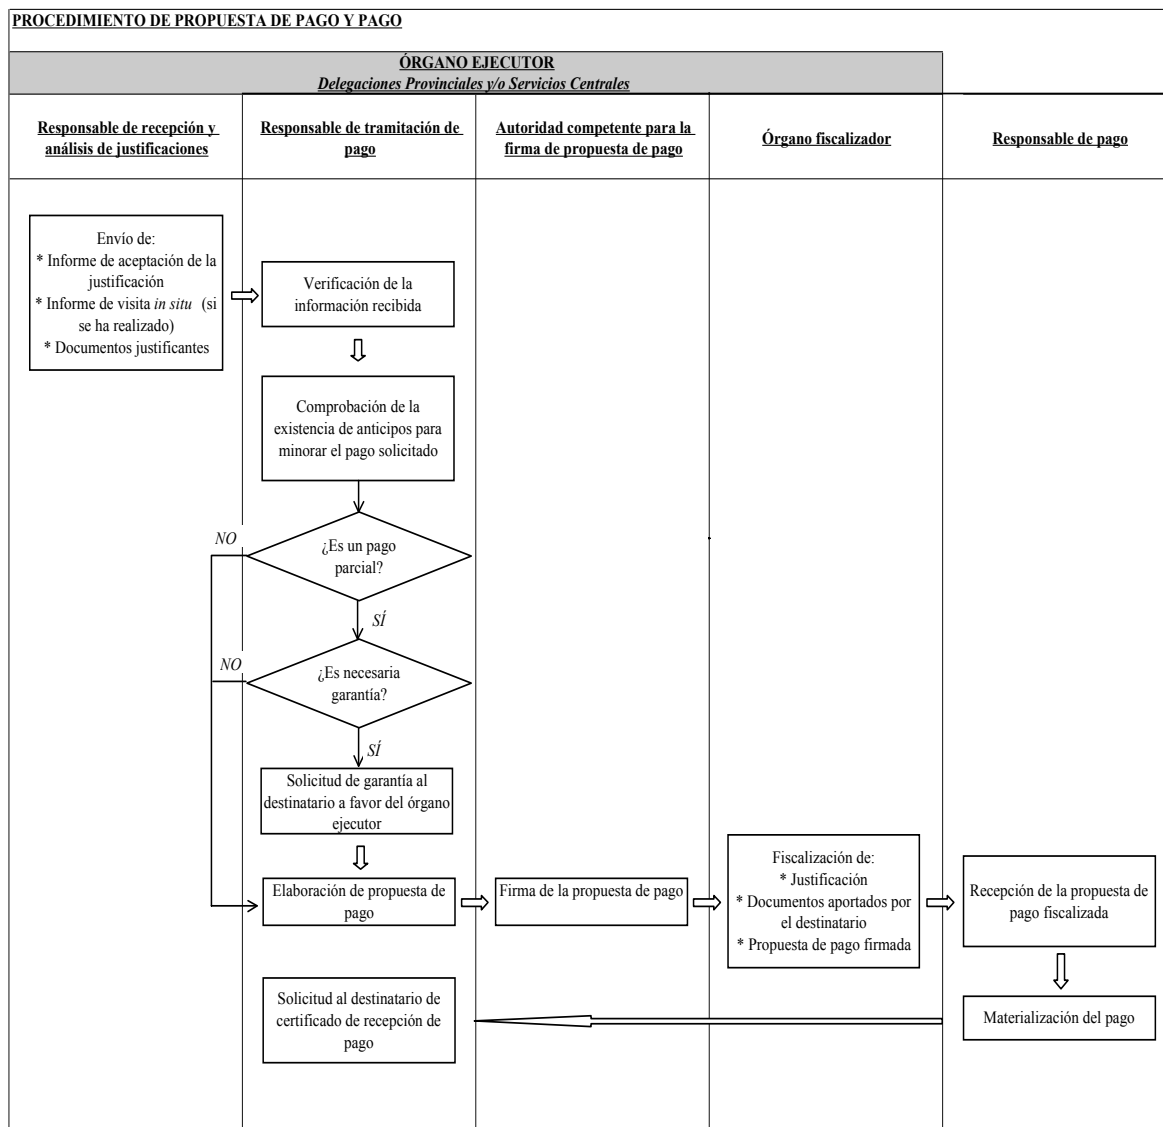 PROCEDIMIENTO DE PROPUESTA DE PAGO Y PAGO
ÓRGANO EJECUTOR
Delegaciones Provinciales y/o Servicios Centrales
Responsable de recepción y
análisis de justificaciones
Responsable de tramitación de
pago
Autoridad competente para la
firma de propuesta de pago
Órgano fiscalizador
Responsable de pago
Envío de:
* Informe de aceptación de la
justificación
* Informe de visita in situ (si
se ha realizado)
* Documentos justificantes
Verificación de la
información recibida
Comprobación de la
existencia de anticipos para
minorar el pago solicitado
NO
¿Es un pago
parcial?
SÍ
NO
¿Es necesaria
garantía?
SÍ
Solicitud de garantía al
destinatario a favor del órgano
ejecutor
Elaboración de propuesta de
pago
Firma de la propuesta de pago
Fiscalización de:
* Justificación
* Documentos aportados por
el destinatario
* Propuesta de pago firmada
Recepción de la propuesta de
pago fiscalizada
Solicitud al destinatario de
certificado de recepción de
pago
Materialización del pago